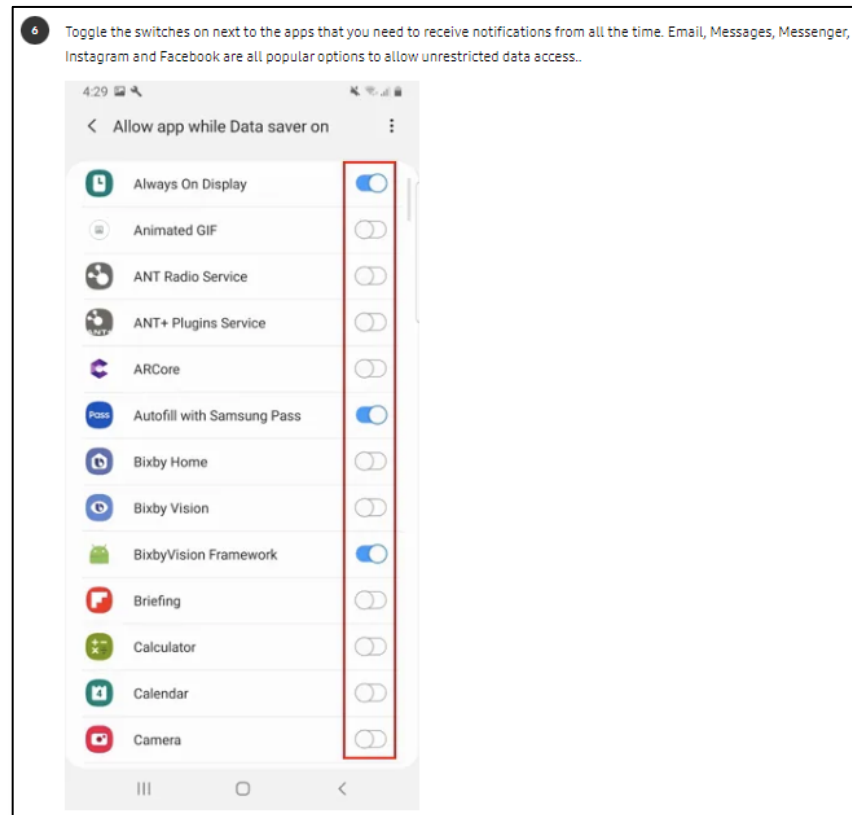 6
Toggle the switches on next to the apps that you need to receive notifications from all the time. Email, Messages, Messenger,
Instagram and Facebook are all popular options to allow unrestricted data access..
4:29
Allow app while Data saver on
Always On Display
Animated GIF
ANT Radio Service
ANT+ Plugins Service
ARCore
Pass
Autofill with Samsung Pass
Bixby Home
Bixby Vision
BixbyVision Framework
Briefing
Calculator
4
Calendar
Camera